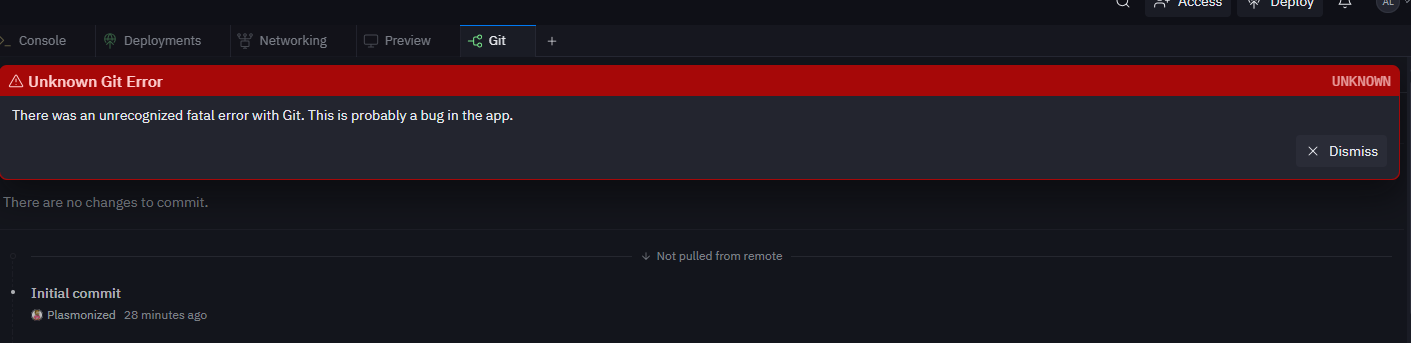 Access Deploy AL
Console Deployments Networking Preview Git
Unknown Git Error UNKNOWN
There was an unrecognized fatal error with Git. This is probably a bug in the app.
Dismiss
There are no changes to commit.
Not pulled from remote
Initial commit
Plasmonized 28 minutes ago